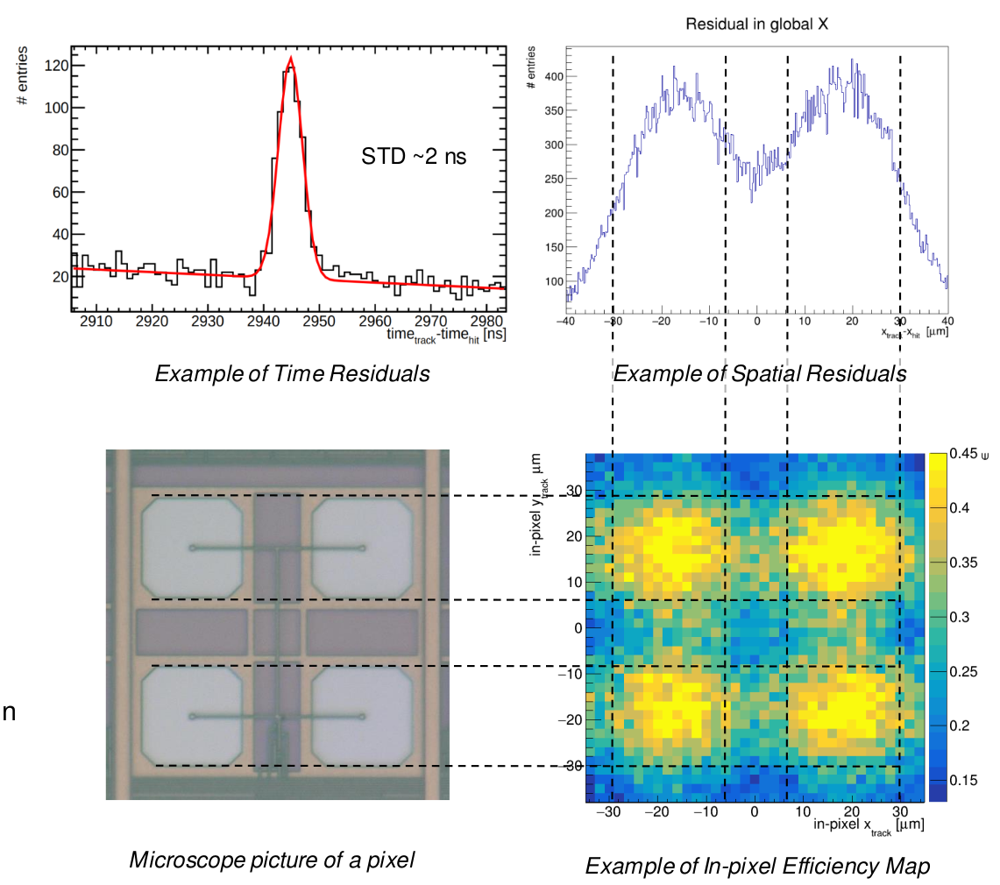 Residual in global X
# entries
120
100
80
60
40
20
STD ~2 ns
2910 2920 2930 2940 2950 2960 2970 2980
time_track-time_hit [ns]
# entries
400
350
300
250
200
150
100
−40 −30 −20 −10 0 10 20 30 40
x_track-x_hit [μm]
Example of Time Residuals
Example of Spatial Residuals
n
in-pixel y_track μm
30
20
10
0
−10
−20
−30
−30 −20 −10 0 10 20 30
in-pixel x_track [μm]
0.45 ε
0.4
0.35
0.3
0.25
0.2
0.15
Microscope picture of a pixel
Example of In-pixel Efficiency Map